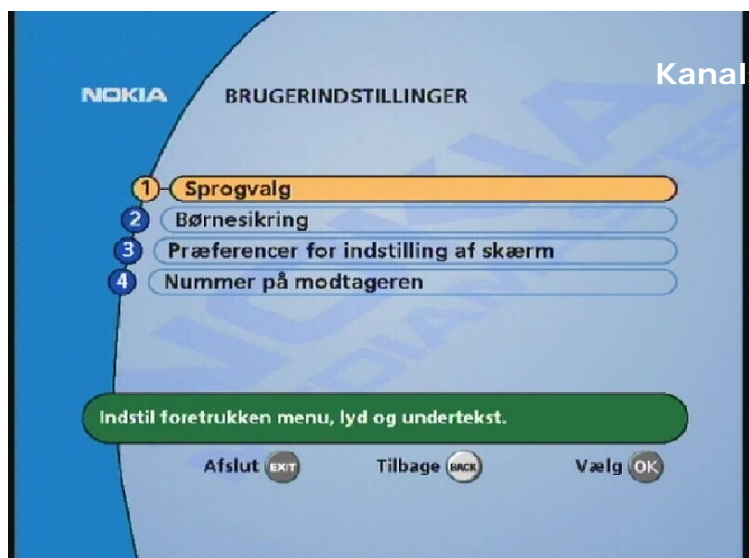 Kanal
NOKIA BRUGERINDSTILLINGER
1 Sprogvalg
2 Børnesikring
3 Præferencer for indstilling af skærm
4 Nummer på modtageren
NOKIA
Indstil foretrukken menu, lyd og undertekst.
Afslut EXIT Tilbage BACK Vælg OK